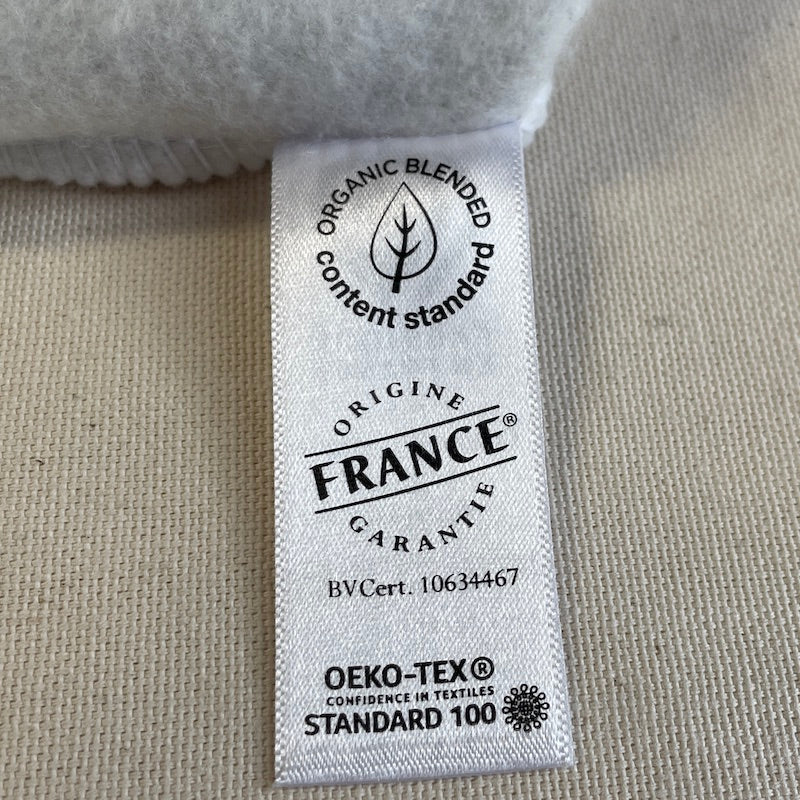 ORGANIC BLENDED
content standard
ORIGINE
FRANCE®
GARANTIE
BVCert. 10634467
OEKO-TEX®
CONFIDENCE IN TEXTILES
STANDARD 100